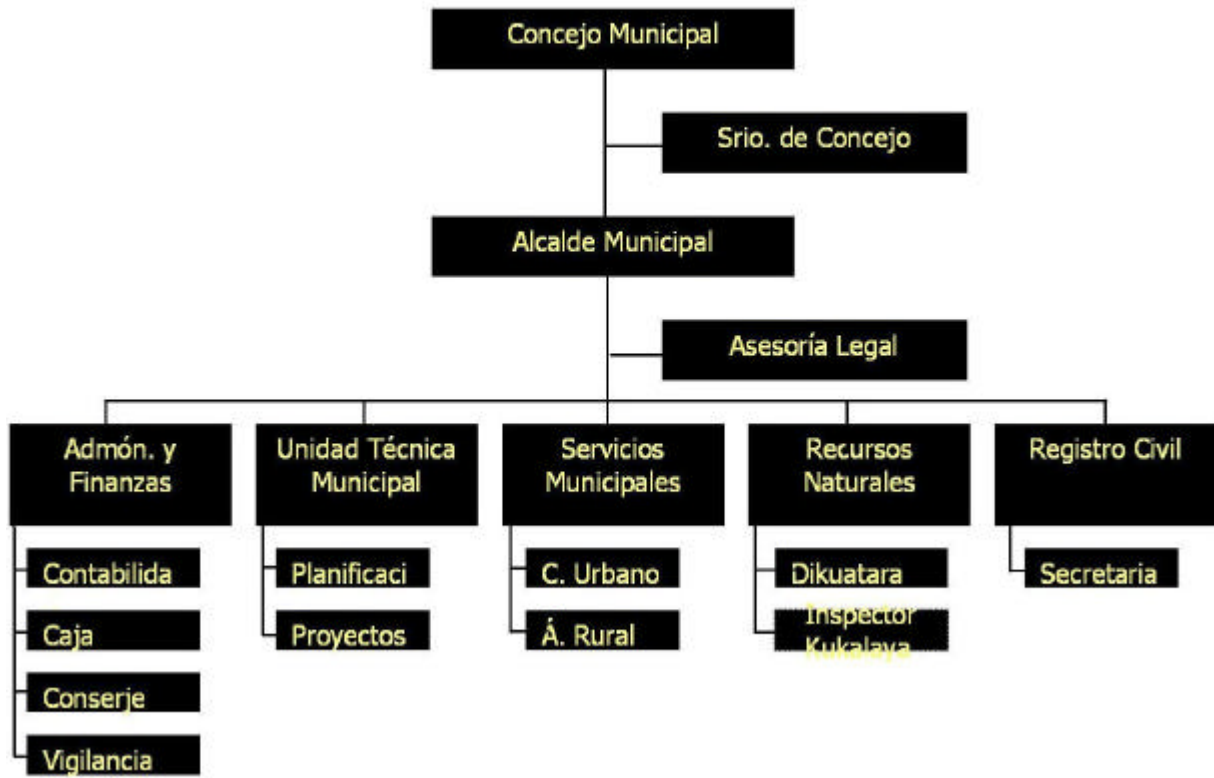 Concejo Municipal
Srio. de Concejo
Alcalde Municipal
Asesoría Legal
Admón. y
Finanzas
Unidad Técnica
Municipal
Servicios
Municipales
Recursos
Naturales
Registro Civil
Contabilida
Caja
Conserje
Vigilancia
Planificaci
Proyectos
C. Urbano
Á. Rural
Dikuatara
Inspector
Kukalaya
Secretaria